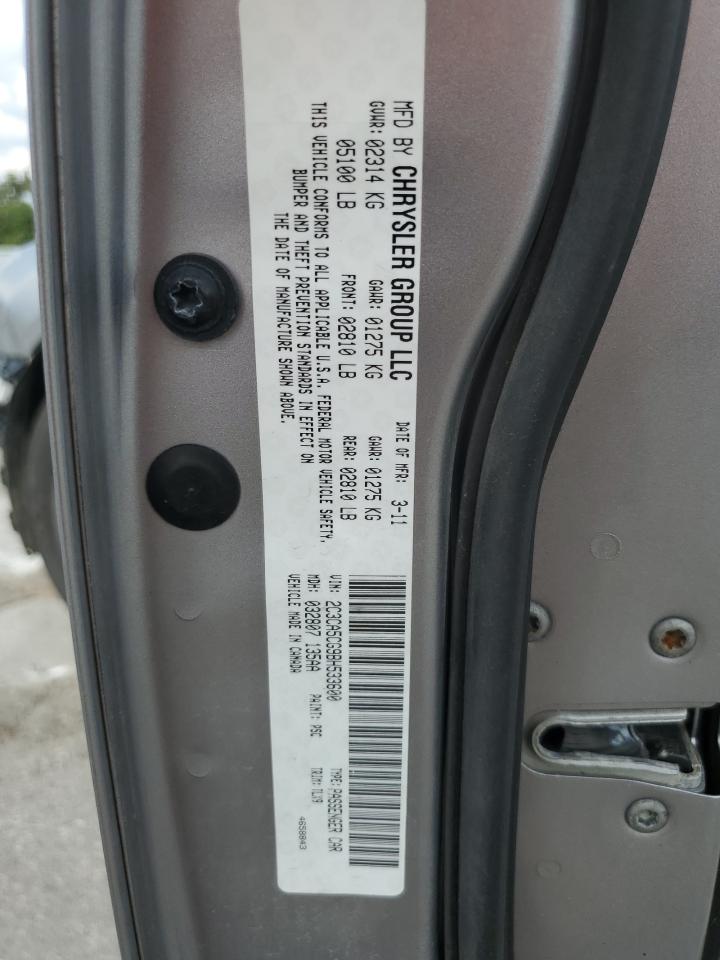 MFD BY CHRYSLER GROUP LLC DATE OF MFR: 3-11
GVWR: 02314 KG GAWR: 01275 KG GAWR: 01275 KG
05100 LB FRONT: 02810 LB REAR: 02810 LB
THIS VEHICLE CONFORMS TO ALL APPLICABLE U.S.A. FEDERAL MOTOR VEHICLE SAFETY,
BUMPER AND THEFT PREVENTION STANDARDS IN EFFECT ON
THE DATE OF MANUFACTURE SHOWN ABOVE.
VIN: 2C3CA5CG9BH533600 TYPE: PASSENGER CAR
MDH: 032807 135AA PAINT: PSC TRIM: TLX9
VEHICLE MADE IN CANADA 4658843